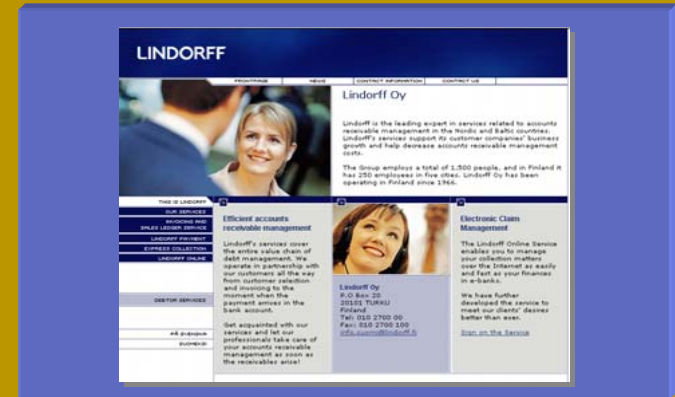 LINDORFF
FRONTPAGE NEWS CONTACT INFORMATION CONTACT US
Lindorff Oy
Lindorff is the leading expert in services related to accounts
receivable management in the Nordic and Baltic countries.
Lindorff's services support its customer companies' business
growth and help decrease accounts receivable management
costs.
The Group employs a total of 1,500 people, and in Finland it
has 250 employees in five cities. Lindorff Oy has been
operating in Finland since 1966.
THIS IS LINDORFF
OUR SERVICES
INVOICING AND
SALES LEDGER SERVICE
LINDORFF PAYMENT
EXPRESS COLLECTION
LINDORFF ONLINE
DEBTOR SERVICES
PÅ SVENSKA
SUOMEKSI
Efficient accounts
receivable management
Lindorff's services cover
the entire value chain of
debt management. We
operate in partnership with
our customers all the way
from customer selection
and invoicing to the
moment when the
payment arrives in the
bank account.
Get acquainted with our
services and let our
professionals take care of
your accounts receivable
management as soon as
the receivables arise!
Lindorff Oy
P.O.Box 20
20101 TURKU
Finland
Tel: 010 2700 00
Fax: 010 2700 100
info.suomi@lindorff.fi
Electronic Claim
Management
The Lindorff Online Service
enables you to manage
your collection matters
over the Internet as easily
and fast as your finances
in e-banks.
We have further
developed the service to
meet our clients' desires
better than ever.
Sign on the Service